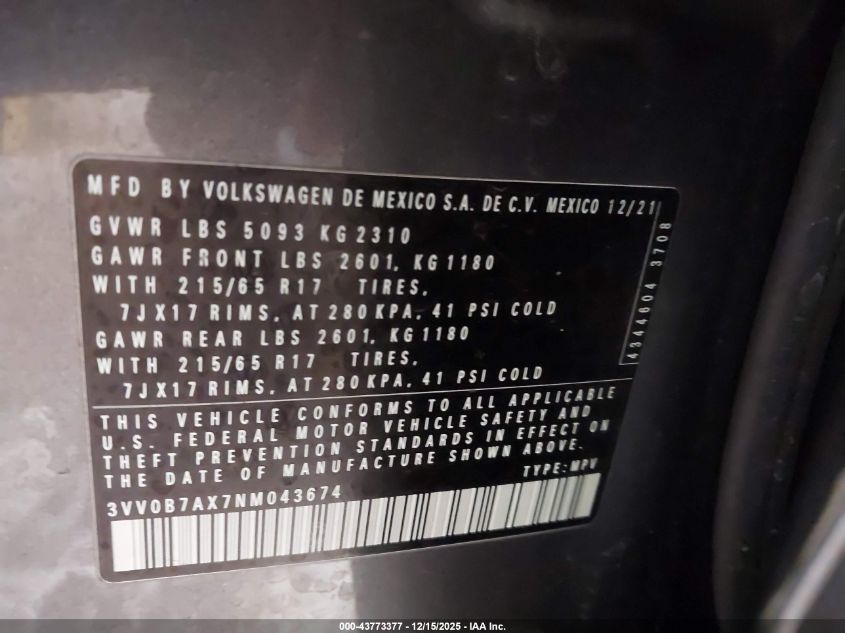 MFD BY VOLKSWAGEN DE MEXICO S.A. DE C.V. MEXICO 12/21
GVWR LBS 5093 KG 2310
GAWR FRONT LBS 2601, KG 1180
WITH 215/65 R17 TIRES,
7JX17 RIMS, AT 280 KPA, 41 PSI COLD
GAWR REAR LBS 2601, KG 1180
WITH 215/65 R17 TIRES,
7JX17 RIMS, AT 280 KPA, 41 PSI COLD
4344604 3708
THIS VEHICLE CONFORMS TO ALL APPLICABLE
U.S. FEDERAL MOTOR VEHICLE SAFETY AND
THEFT PREVENTION STANDARDS IN EFFECT ON
THE DATE OF MANUFACTURE SHOWN ABOVE.
3VV0B7AX7NM043674 TYPE: MPV
000-43773377 - 12/15/2025 - IAA Inc.